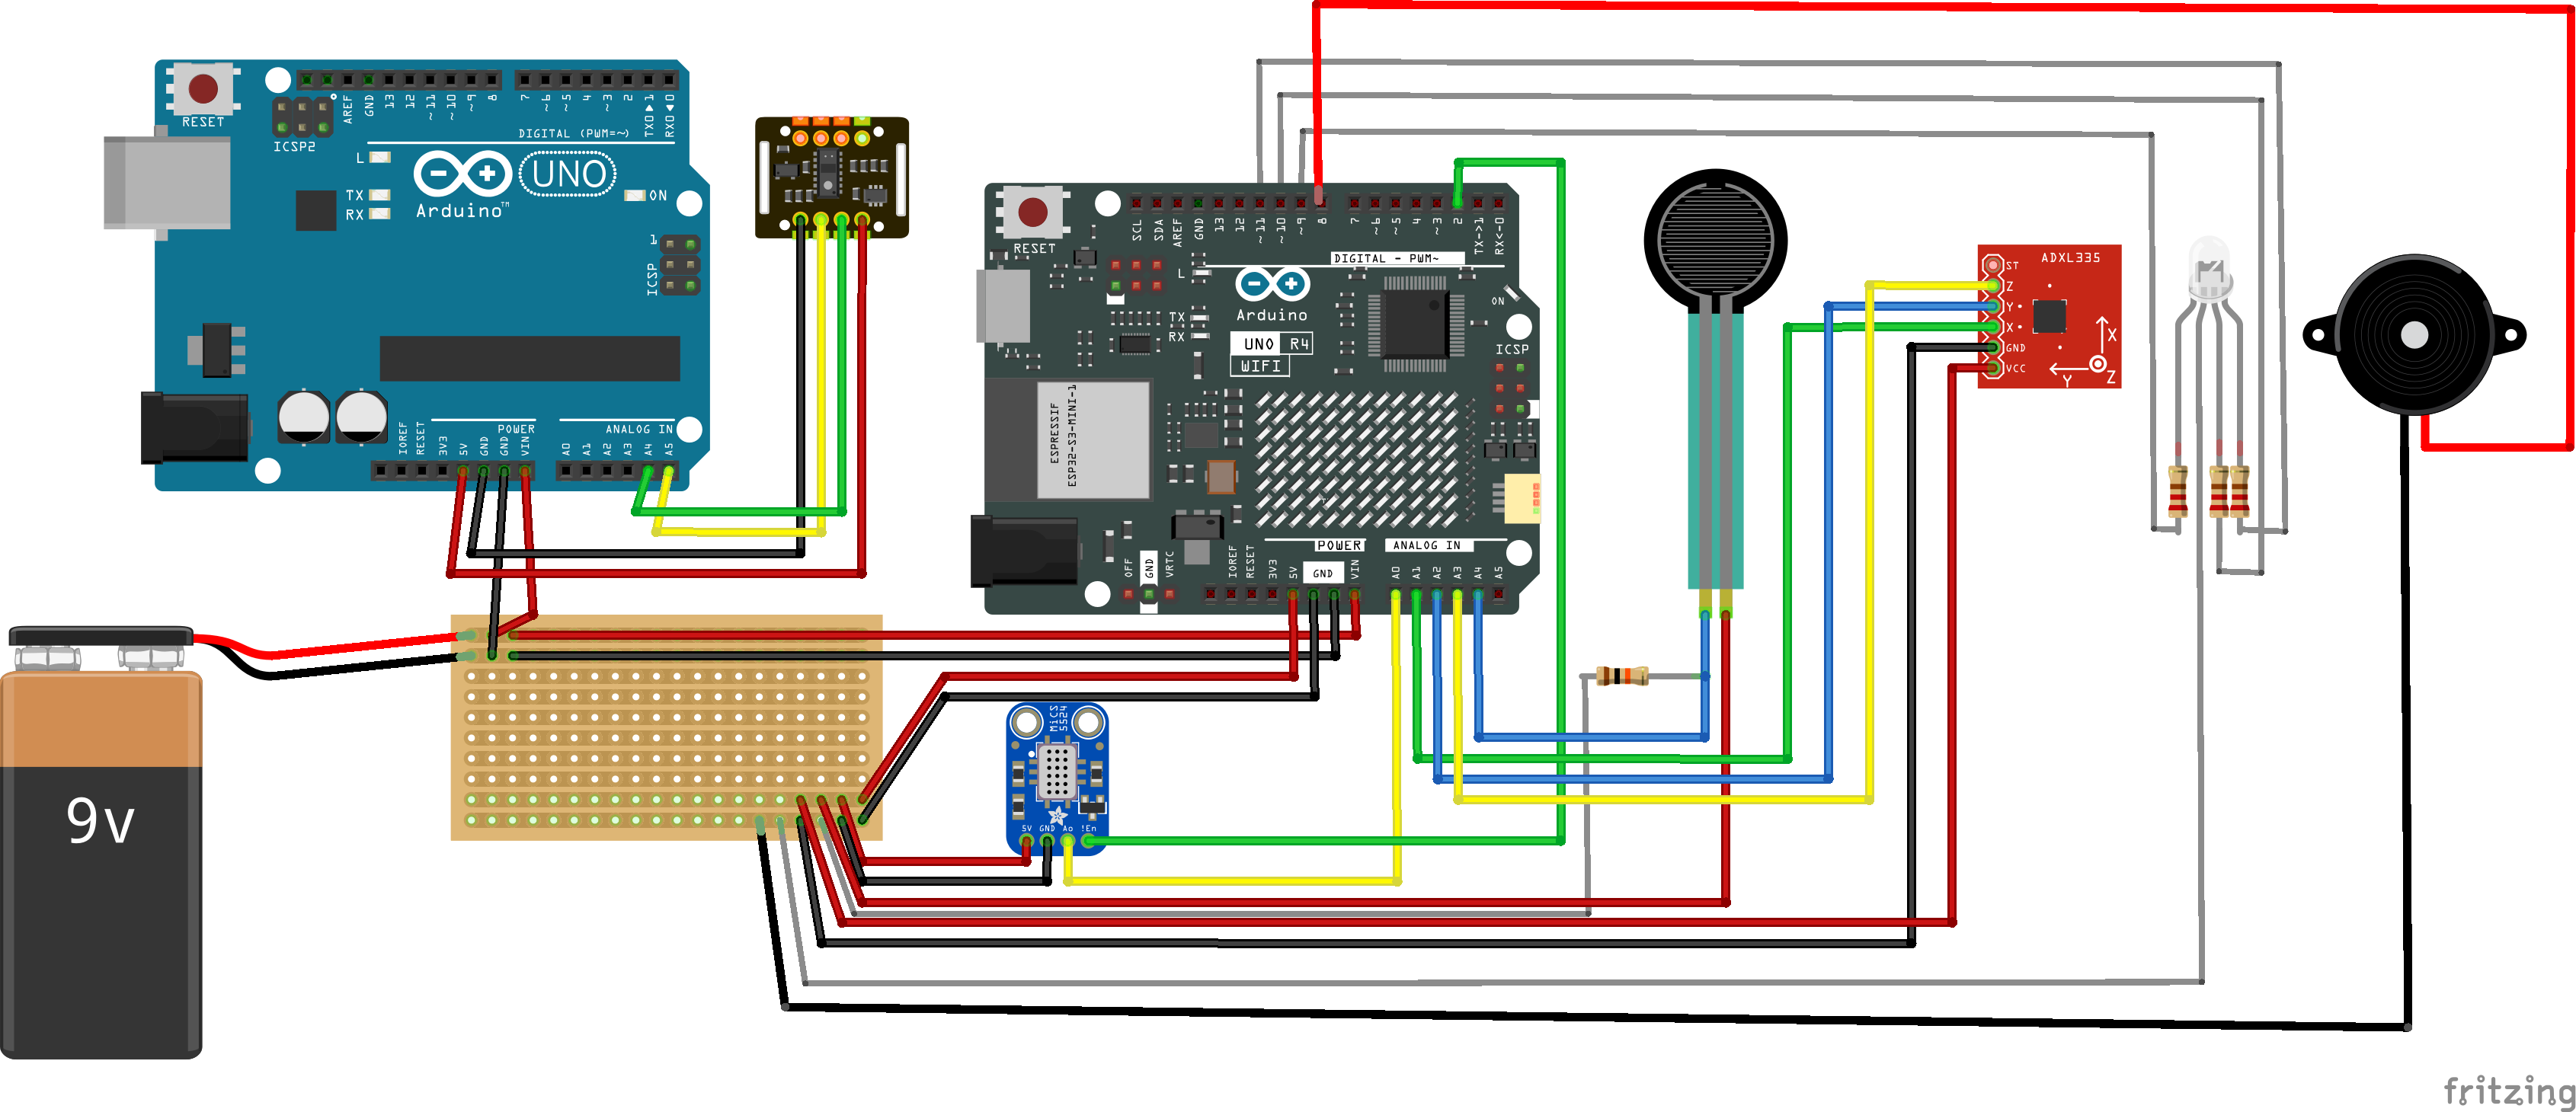 RESET
ICSP2
AREF
GND
13
12
~11
~10
~9
8
7
~6
~5
4
~3
2
TX0▶1
RX0◀0
DIGITAL (PWM=~)
L
TX
RX
Arduino™
UNO
ON
1
ICSP
IOREF
RESET
3V3
5V
GND
GND
VIN
POWER
ANALOG IN
A0
A1
A2
A3
A4
A5
9v
RESET
SCL
SDA
AREF
GND
13
12
~11
~10
~9
8
7
~6
~5
4
~3
2
TX->1
RX<-0
DIGITAL - PWM~
L
TX
RX
Arduino
UNO R4
WIFI
ON
ICSP
ESPRESSIF
ESP32-S3-MINI-1
OFF
GND
VRTC
IOREF
RESET
3V3
5V
GND
VIN
POWER
ANALOG IN
A0
A1
A2
A3
A4
A5
MiCS
5524
5V GND Ao !En
ADXL335
ST
Z
Y
X
GND
VCC
X
Y
Z
fritzing